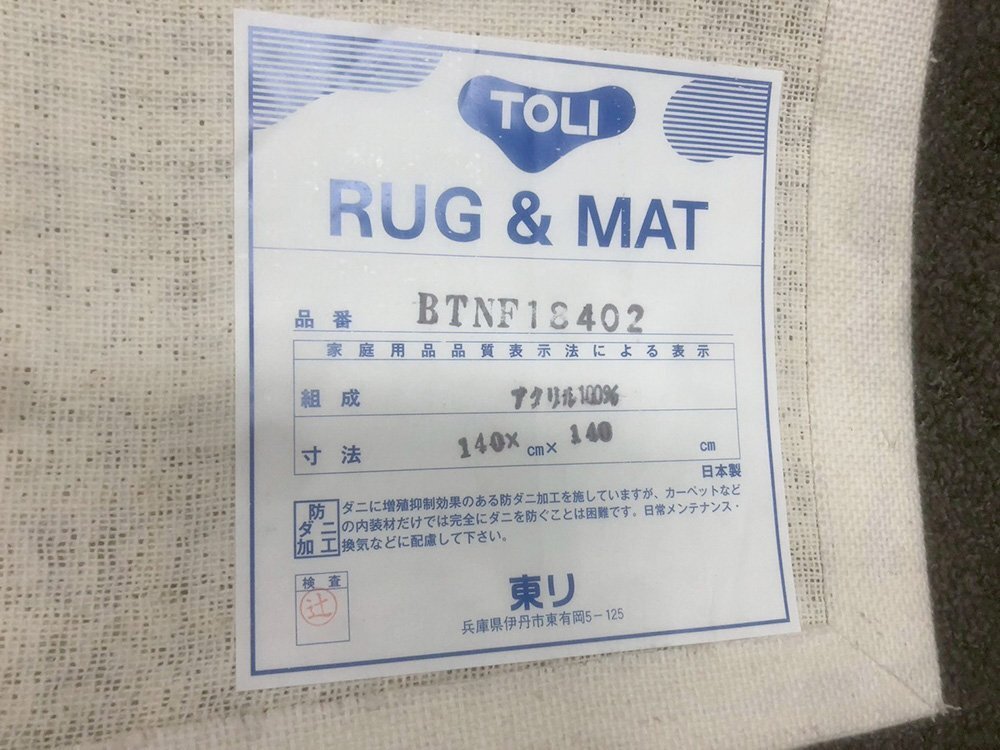 TOLI
RUG & MAT
品番 BTNF18402
家庭用品品質表示法による表示
組成 アクリル100%
寸法 140× cm× 140 cm
日本製
防ダニ加工
ダニに増殖抑制効果のある防ダニ加工を施していますが、カーペットなど
の内装材だけでは完全にダニを防ぐことは困難です。日常メンテナンス・
換気などに配慮して下さい。
検査
辻
東リ
兵庫県伊丹市東有岡5-125